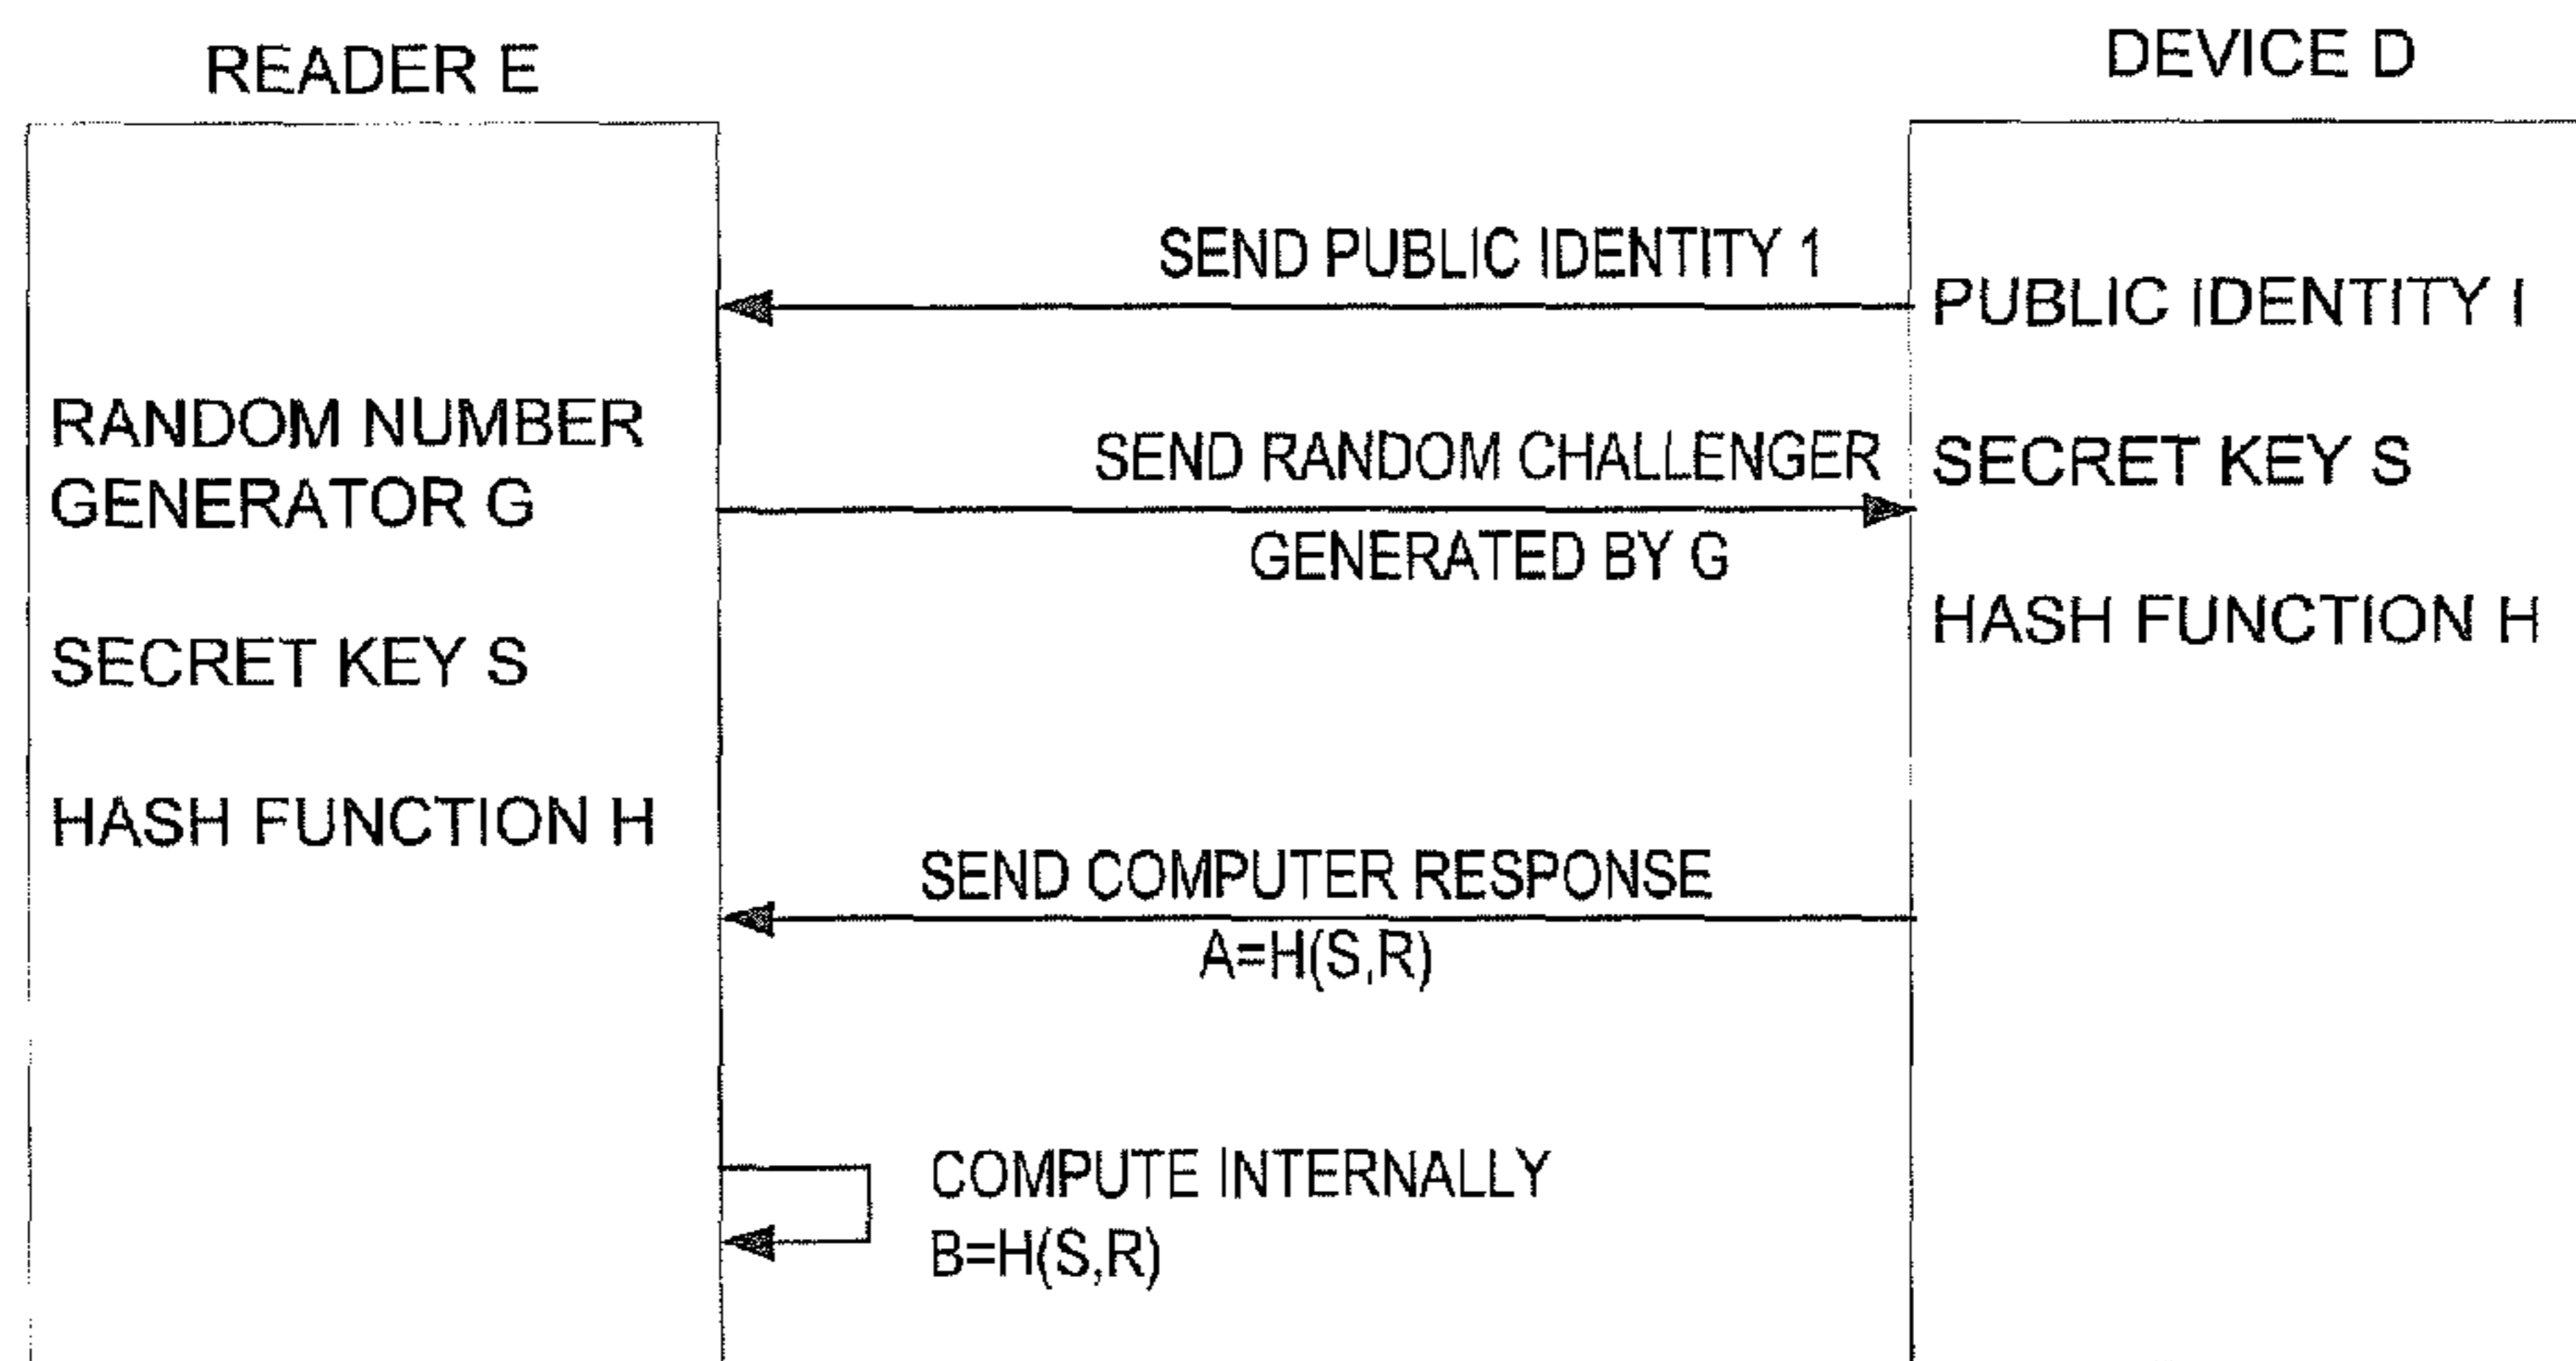 READER E
DEVICE D
SEND PUBLIC IDENTITY 1
PUBLIC IDENTITY I
RANDOM NUMBER
GENERATOR G
SEND RANDOM CHALLENGER
GENERATED BY G
SECRET KEY S
HASH FUNCTION H
SECRET KEY S
HASH FUNCTION H
SEND COMPUTER RESPONSE
A=H(S,R)
COMPUTE INTERNALLY
B=H(S,R)